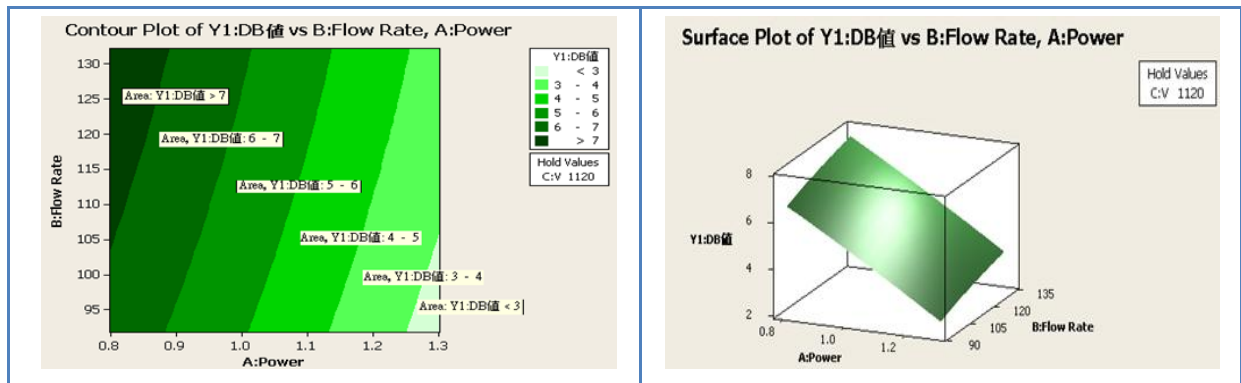 Contour Plot of Y1:DB値 vs B:Flow Rate, A:Power
130
125
120
115
110
105
100
95
B:Flow Rate
0.8 0.9 1.0 1.1 1.2 1.3
A:Power
Area: Y1:DB値 > 7
Area, Y1:DB値: 6 - 7
Area, Y1:DB値: 5 - 6
Area, Y1:DB値: 4 - 5
Area, Y1:DB値: 3 - 4
Area: Y1:DB値 < 3
Y1:DB値
< 3
3 - 4
4 - 5
5 - 6
6 - 7
> 7
Hold Values
C:V 1120
Surface Plot of Y1:DB値 vs B:Flow Rate, A:Power
Hold Values
C:V 1120
8
6
4
2
Y1:DB値
0.8 1.0 1.2
A:Power
90 105 120 135
B:Flow Rate